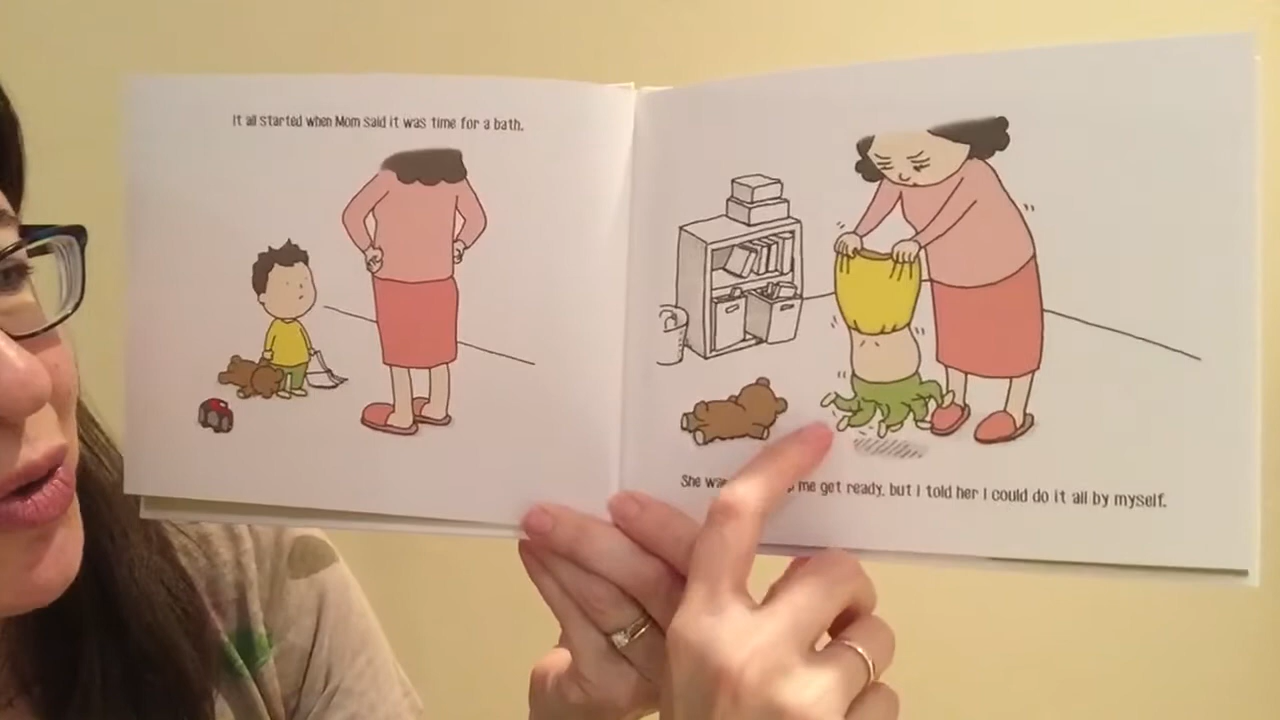 It all started when Mom said it was time for a bath.
She me get ready, but I told her I could do it all by myself.